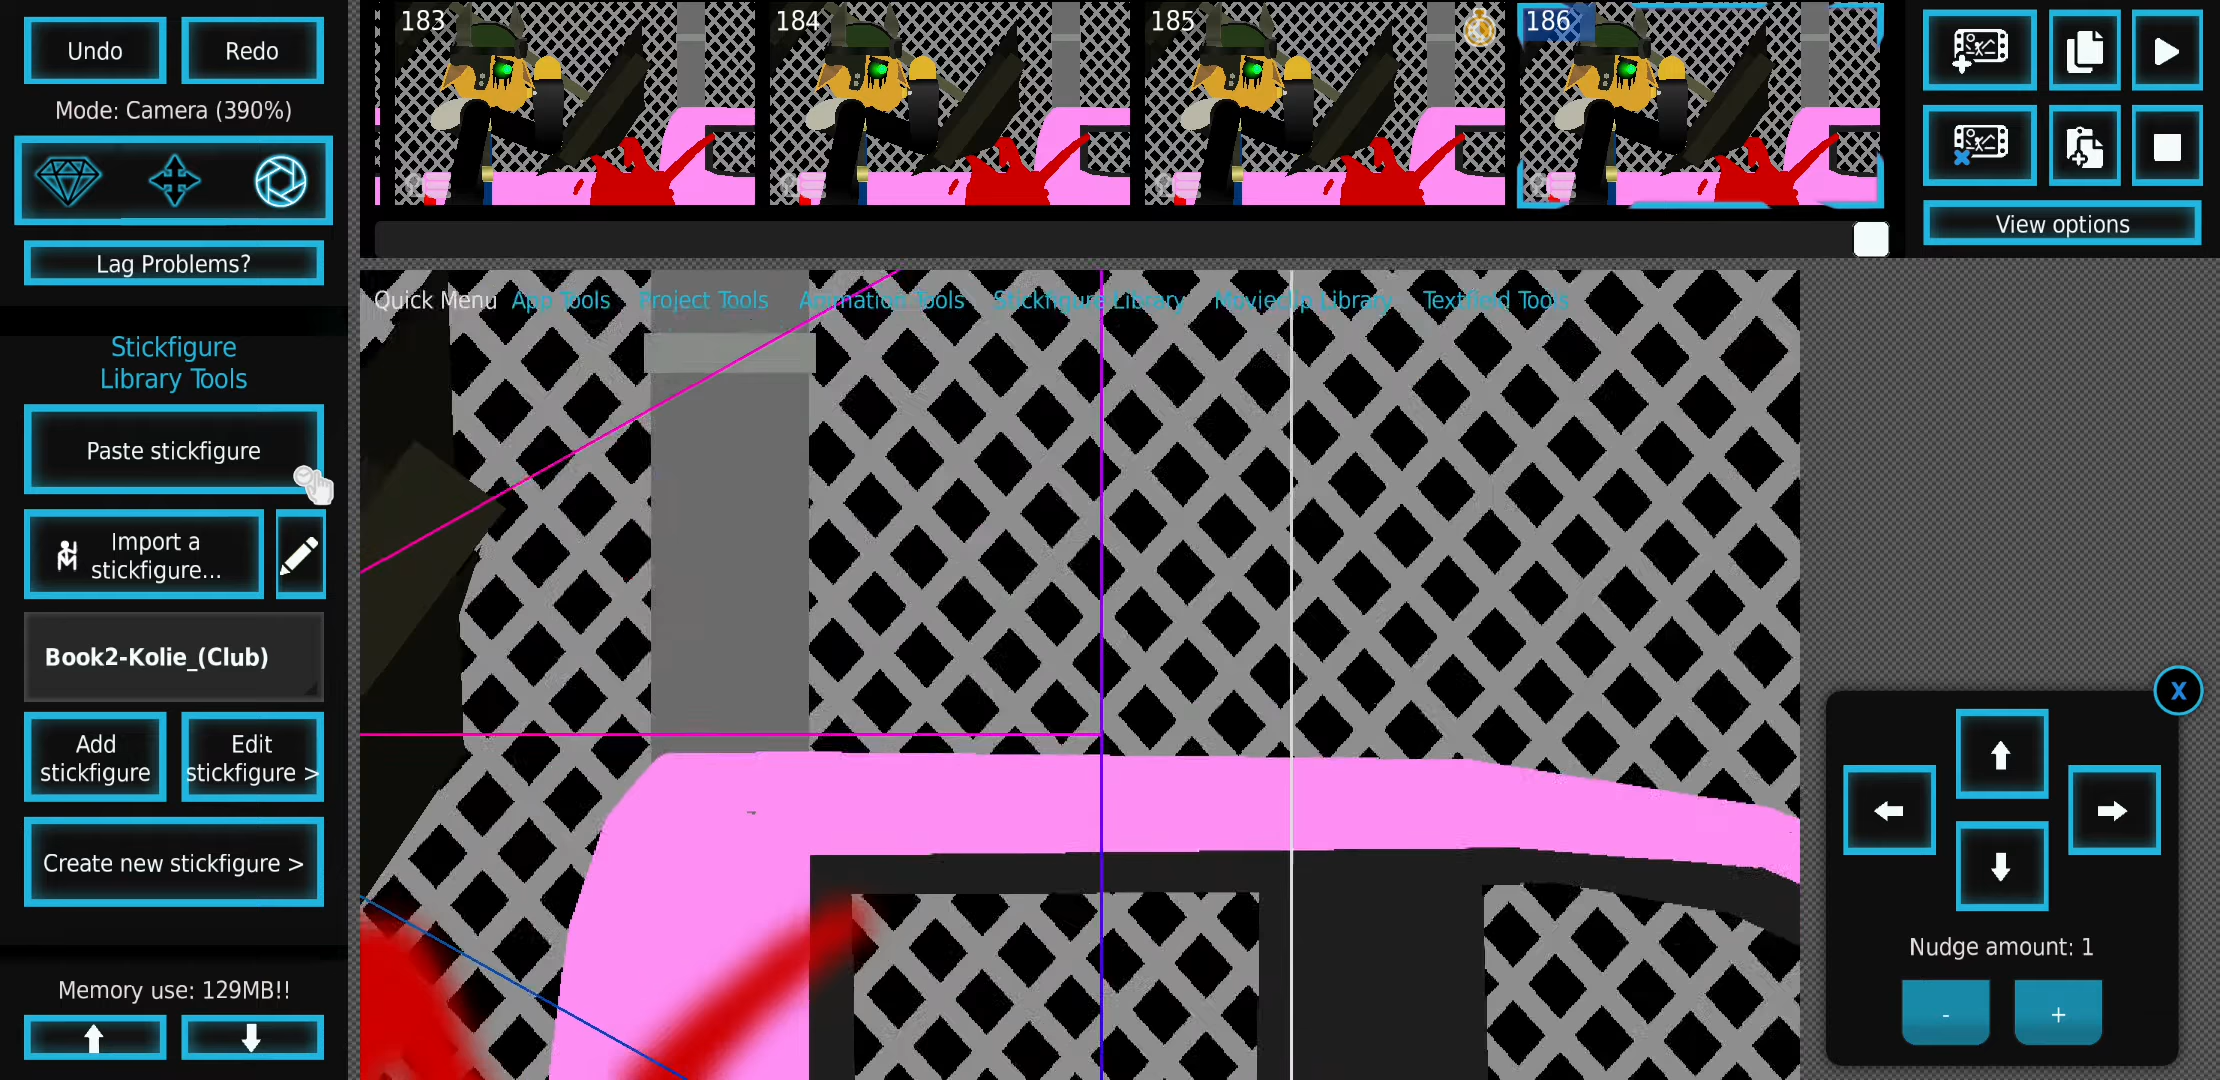 Undo
Redo
Mode: Camera (390%)
Lag Problems?
Stickfigure
Library Tools
Paste stickfigure
Import a
stickfigure...
Book2-Kolie_(Club)
Add
stickfigure
Edit
stickfigure >
Create new stickfigure >
Memory use: 129MB!!
183
184
185
186
View options
Quick Menu
App Tools
Project Tools
Animation Tools
Stickfigure Library
Movieclip Library
Textfield Tools
X
Nudge amount: 1
-
+